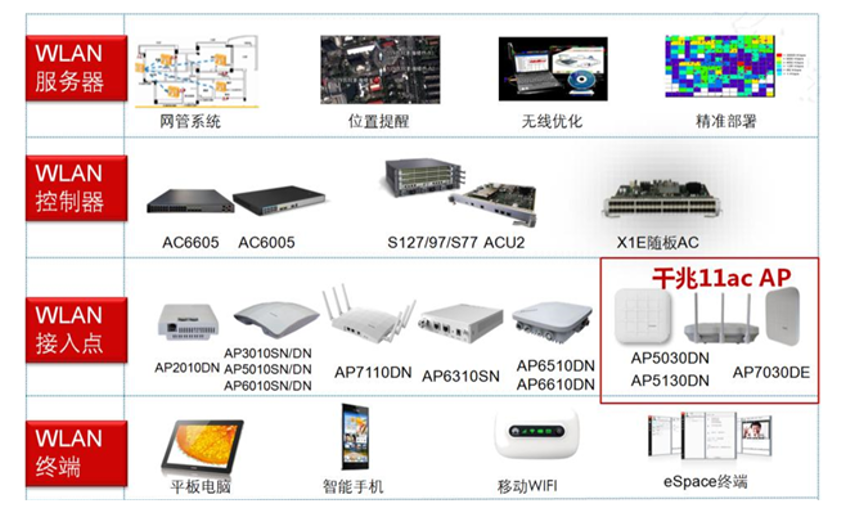 WLAN
服务器
网管系统
位置提醒
无线优化
精准部署
WLAN
控制器
AC6605
AC6005
S127/97/S77 ACU2
X1E随板AC
WLAN
接入点
AP2010DN
AP3010SN/DN
AP5010SN/DN
AP6010SN/DN
AP7110DN
AP6310SN
AP6510DN
AP6610DN
千兆11ac AP
AP5030DN
AP5130DN
AP7030DE
WLAN
终端
平板电脑
智能手机
移动WIFI
eSpace终端